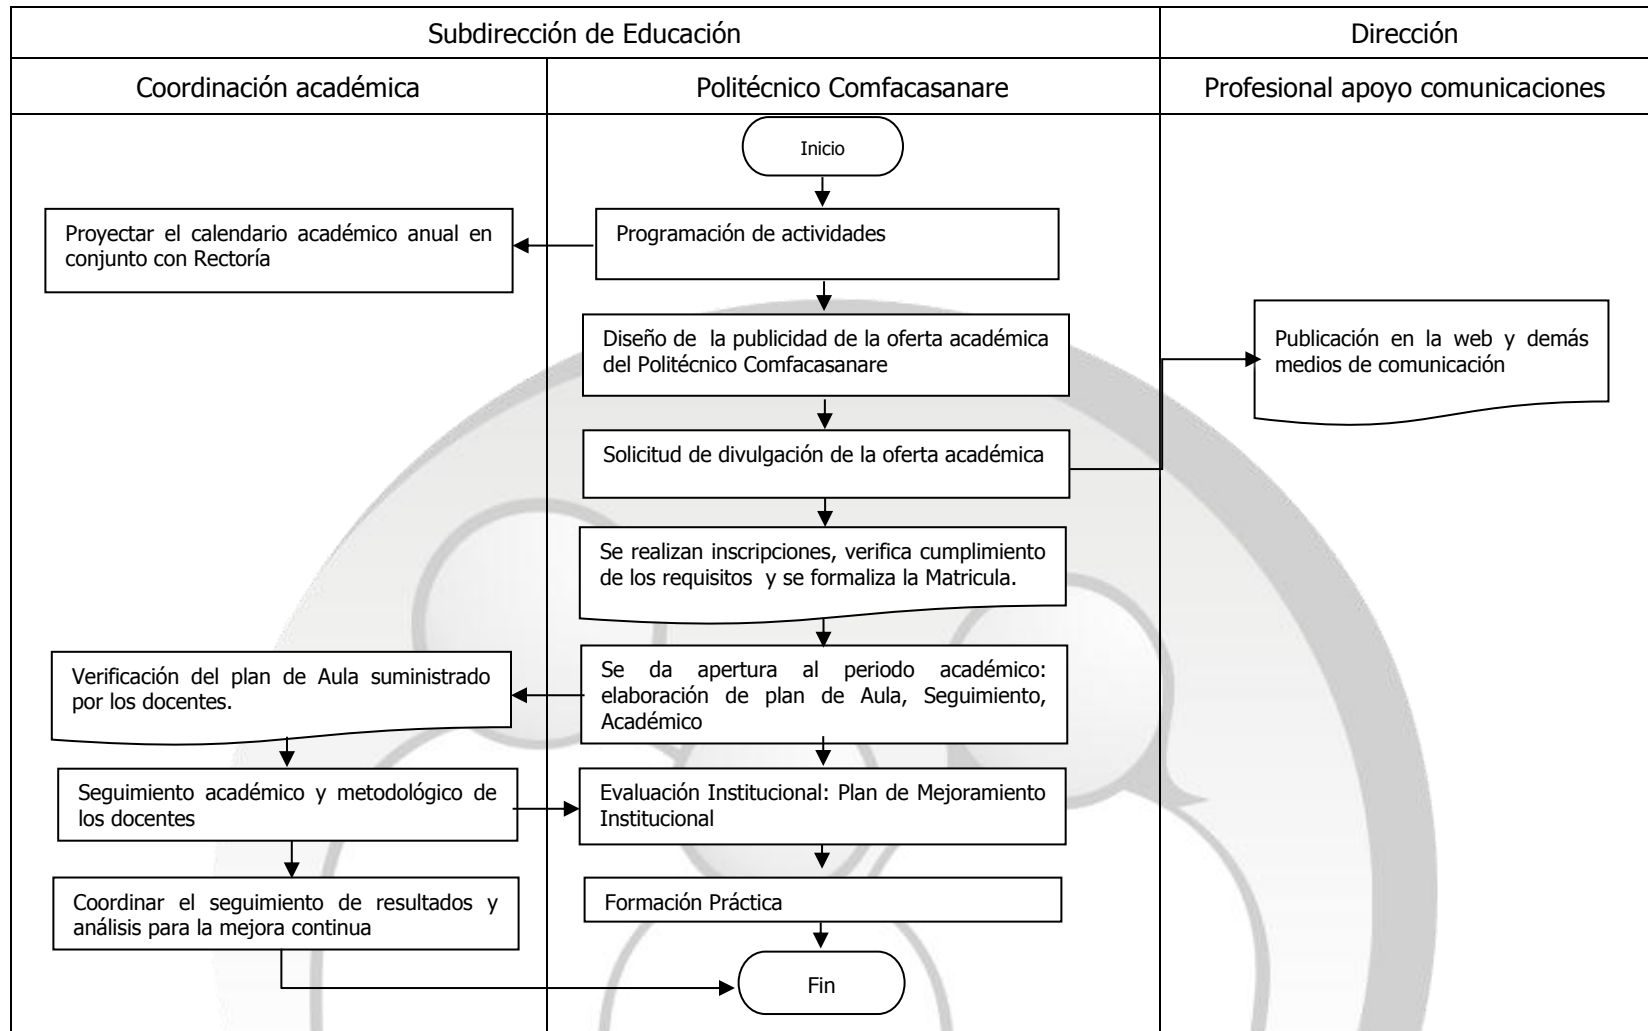 Subdirección de Educación
Dirección
Coordinación académica
Politécnico Comfacasanare
Profesional apoyo comunicaciones
Inicio
Proyectar el calendario académico anual en
conjunto con Rectoría
Programación de actividades
Diseño de la publicidad de la oferta académica
del Politécnico Comfacasanare
Publicación en la web y demás
medios de comunicación
Solicitud de divulgación de la oferta académica
Se realizan inscripciones, verifica cumplimiento
de los requisitos y se formaliza la Matricula.
Verificación del plan de Aula suministrado
por los docentes.
Se da apertura al periodo académico:
elaboración de plan de Aula, Seguimiento,
Académico
Seguimiento académico y metodológico de
los docentes
Evaluación Institucional: Plan de Mejoramiento
Institucional
Coordinar el seguimiento de resultados y
análisis para la mejora continua
Formación Práctica
Fin